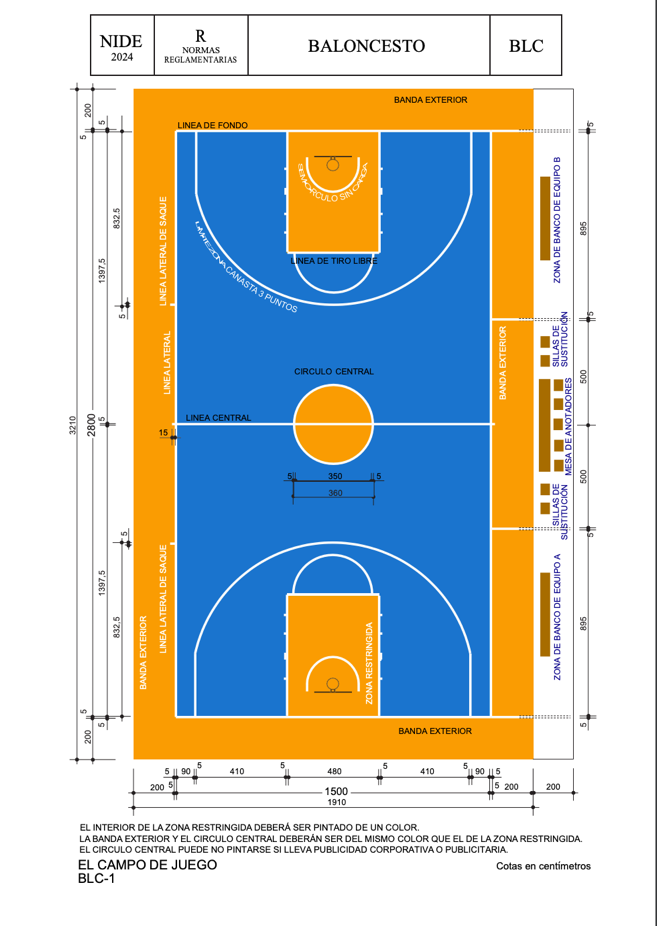 NIDE
2024
R
NORMAS
REGLAMENTARIAS
BALONCESTO
BLC
BANDA EXTERIOR
LINEA DE FONDO
SEMICIRCULO SIN CARGA
LINEA LATERAL DE SAQUE
LIMITE ZONA CANASTA 3 PUNTOS
LINEA DE TIRO LIBRE
ZONA DE BANCO DE EQUIPO B
LINEA LATERAL
CIRCULO CENTRAL
LINEA CENTRAL
BANDA EXTERIOR
SILLAS DE
SUSTITUCIÓN
MESA DE ANOTADORES
SILLAS DE
SUSTITUCIÓN
LINEA LATERAL DE SAQUE
BANDA EXTERIOR
ZONA RESTRINGIDA
ZONA DE BANCO DE EQUIPO A
BANDA EXTERIOR
200
5
5
832,5
1397,5
5
3210
2800
5
15
5
350
5
360
5
1397,5
832,5
5
5
200
5
895
5
500
500
5
895
5
5
90
5
410
5
480
5
410
5
90
5
200
5
1500
5
200
200
1910
EL INTERIOR DE LA ZONA RESTRINGIDA DEBERÁ SER PINTADO DE UN COLOR.
LA BANDA EXTERIOR Y EL CIRCULO CENTRAL DEBERÁN SER DEL MISMO COLOR QUE EL DE LA ZONA RESTRINGIDA.
EL CIRCULO CENTRAL PUEDE NO PINTARSE SI LLEVA PUBLICIDAD CORPORATIVA O PUBLICITARIA.
EL CAMPO DE JUEGO
BLC-1
Cotas en centímetros